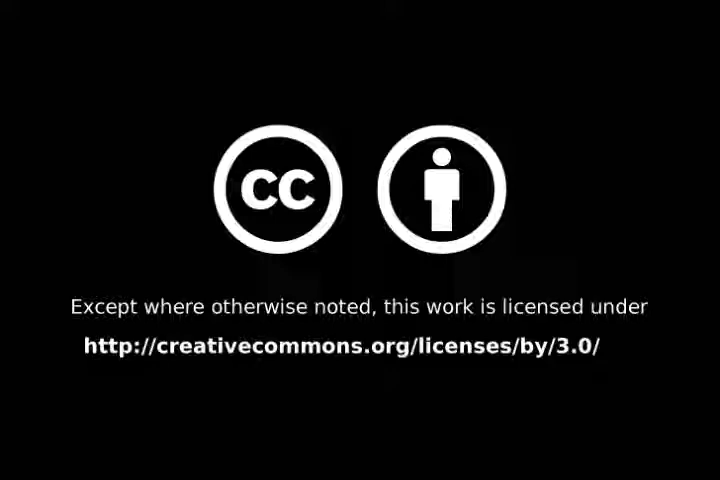 CC
Except where otherwise noted, this work is licensed under
http://creativecommons.org/licenses/by/3.0/